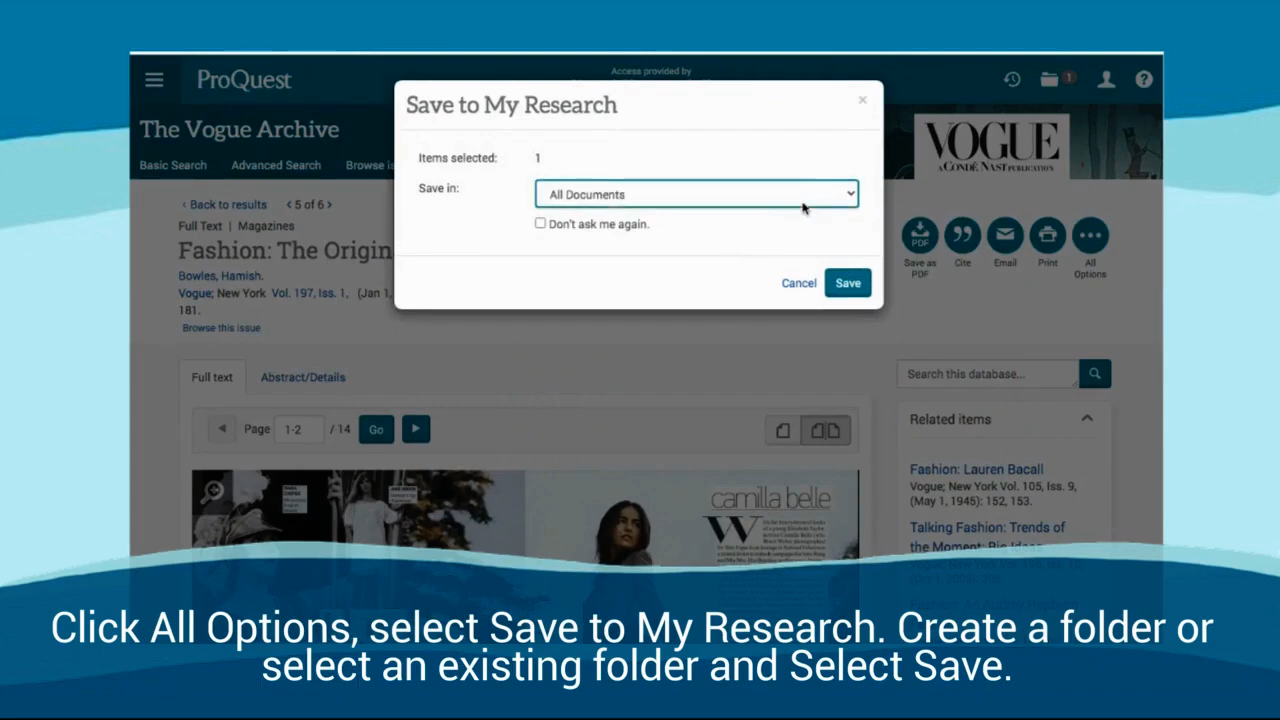 ProQuest
Access provided by
1
The Vogue Archive
Basic Search Advanced Search Browse is
VOGUE
A CONDÉ NAST PUBLICATION
Save to My Research
×
Items selected: 1
Save in: All Documents
Don't ask me again.
Cancel Save
‹ Back to results ‹ 5 of 6 ›
Full Text | Magazines
Fashion: The Origin
Bowles, Hamish.
Vogue; New York Vol. 197, Iss. 1, (Jan 1,
181.
Browse this issue
PDF
Save as PDF
Cite
Email
Print
All Options
Full text Abstract/Details
Search this database...
Page 1-2 / 14 Go
Related items
Fashion: Lauren Bacall
Vogue; New York Vol. 105, Iss. 9,
(May 1, 1945): 152, 153.
Talking Fashion: Trends of
the Moment: Big Ideas
camilla belle
W
Click All Options, select Save to My Research. Create a folder or
select an existing folder and Select Save.